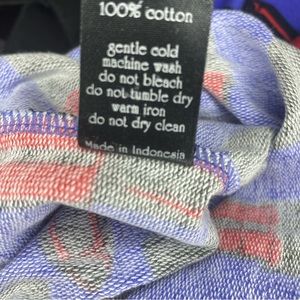 100% cotton
gentle cold
machine wash
do not bleach
do not tumble dry
warm iron
do not dry clean
Made in Indonesia